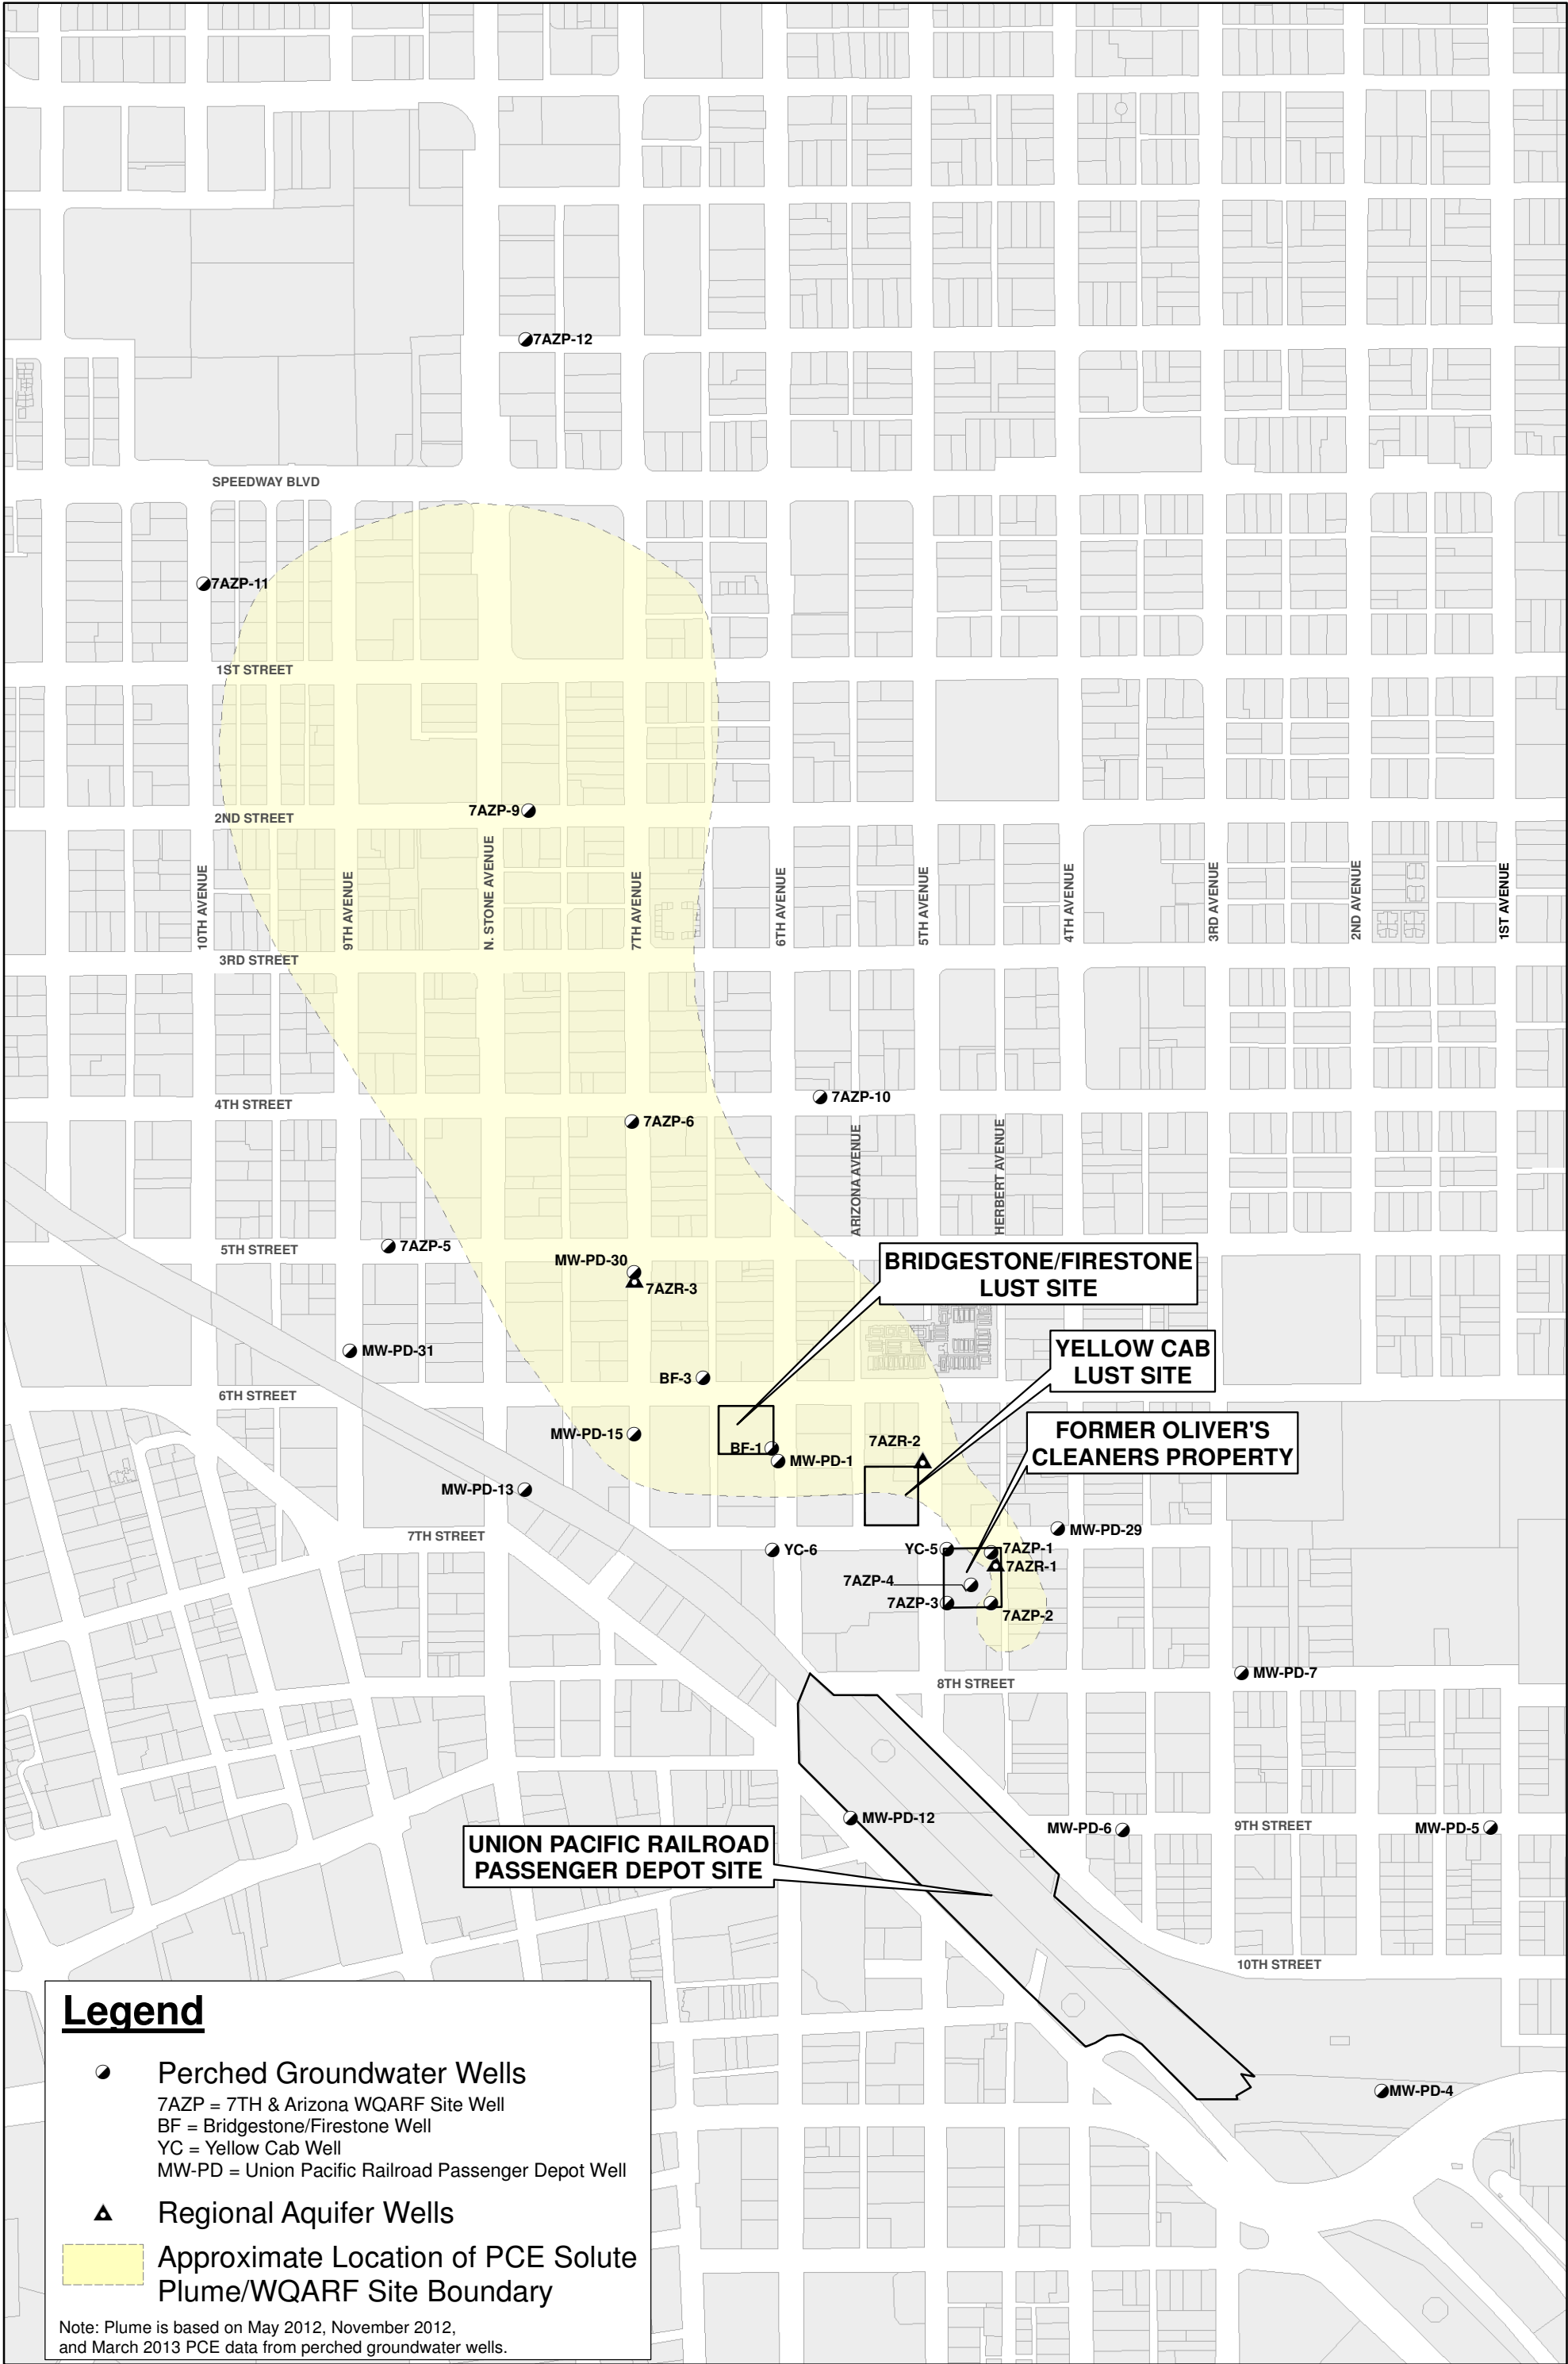 7AZP-12
SPEEDWAY BLVD
7AZP-11
1ST STREET
7AZP-9
2ND STREET
10TH AVENUE
9TH AVENUE
N. STONE AVENUE
7TH AVENUE
6TH AVENUE
5TH AVENUE
4TH AVENUE
3RD AVENUE
2ND AVENUE
1ST AVENUE
3RD STREET
7AZP-10
4TH STREET
7AZP-6
ARIZONA AVENUE
HERBERT AVENUE
5TH STREET
7AZP-5
MW-PD-30
7AZR-3
BRIDGESTONE/FIRESTONE
LUST SITE
MW-PD-31
YELLOW CAB
LUST SITE
BF-3
6TH STREET
FORMER OLIVER'S
CLEANERS PROPERTY
MW-PD-15
BF-1
MW-PD-1
7AZR-2
MW-PD-13
7TH STREET
MW-PD-29
YC-6
YC-5
7AZP-1
7AZR-1
7AZP-4
7AZP-3
7AZP-2
MW-PD-7
8TH STREET
MW-PD-12
MW-PD-6
9TH STREET
MW-PD-5
UNION PACIFIC RAILROAD
PASSENGER DEPOT SITE
10TH STREET
MW-PD-4
Legend
Perched Groundwater Wells
7AZP = 7TH & Arizona WQARF Site Well
BF = Bridgestone/Firestone Well
YC = Yellow Cab Well
MW-PD = Union Pacific Railroad Passenger Depot Well
Regional Aquifer Wells
Approximate Location of PCE Solute
Plume/WQARF Site Boundary
Note: Plume is based on May 2012, November 2012,
and March 2013 PCE data from perched groundwater wells.